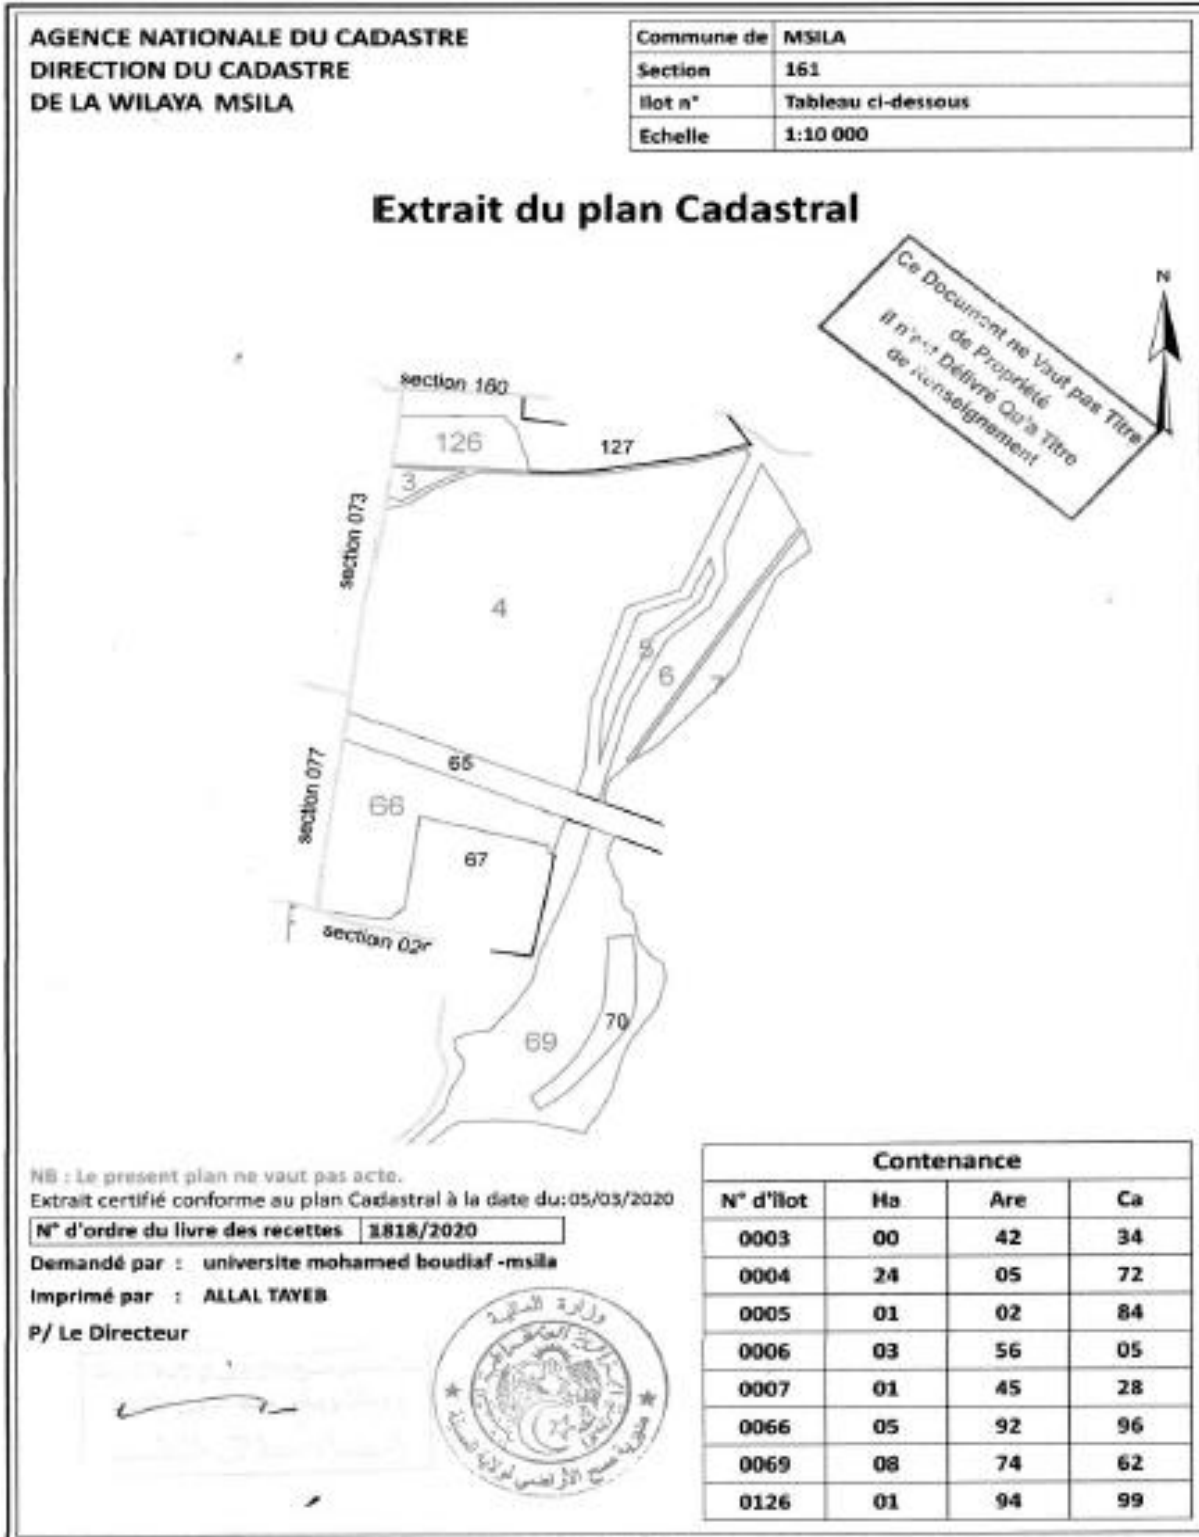 AGENCE NATIONALE DU CADASTRE
DIRECTION DU CADASTRE
DE LA WILAYA MSILA
Commune de MSILA
Section 161
Ilot n° Tableau ci-dessous
Echelle 1:10 000
Extrait du plan Cadastral
Ce Document ne Vaut pas Titre
de Propriété
il n'est Délivré Qu'a Titre
de Renseignement
N
section 160
126
127
3
section 073
4
5
6
7
section 077
65
66
67
section 02
69
70
NB : Le present plan ne vaut pas acte.
Extrait certifié conforme au plan Cadastral à la date du: 05/03/2020
N° d'ordre du livre des recettes 1818/2020
Demandé par : universite mohamed boudiaf -msila
Imprimé par : ALLAL TAYEB
P/ Le Directeur
وزارة المالية
Contenance
N° d'îlot Ha Are Ca
0003 00 42 34
0004 24 05 72
0005 01 02 84
0006 03 56 05
0007 01 45 28
0066 05 92 96
0069 08 74 62
0126 01 94 99